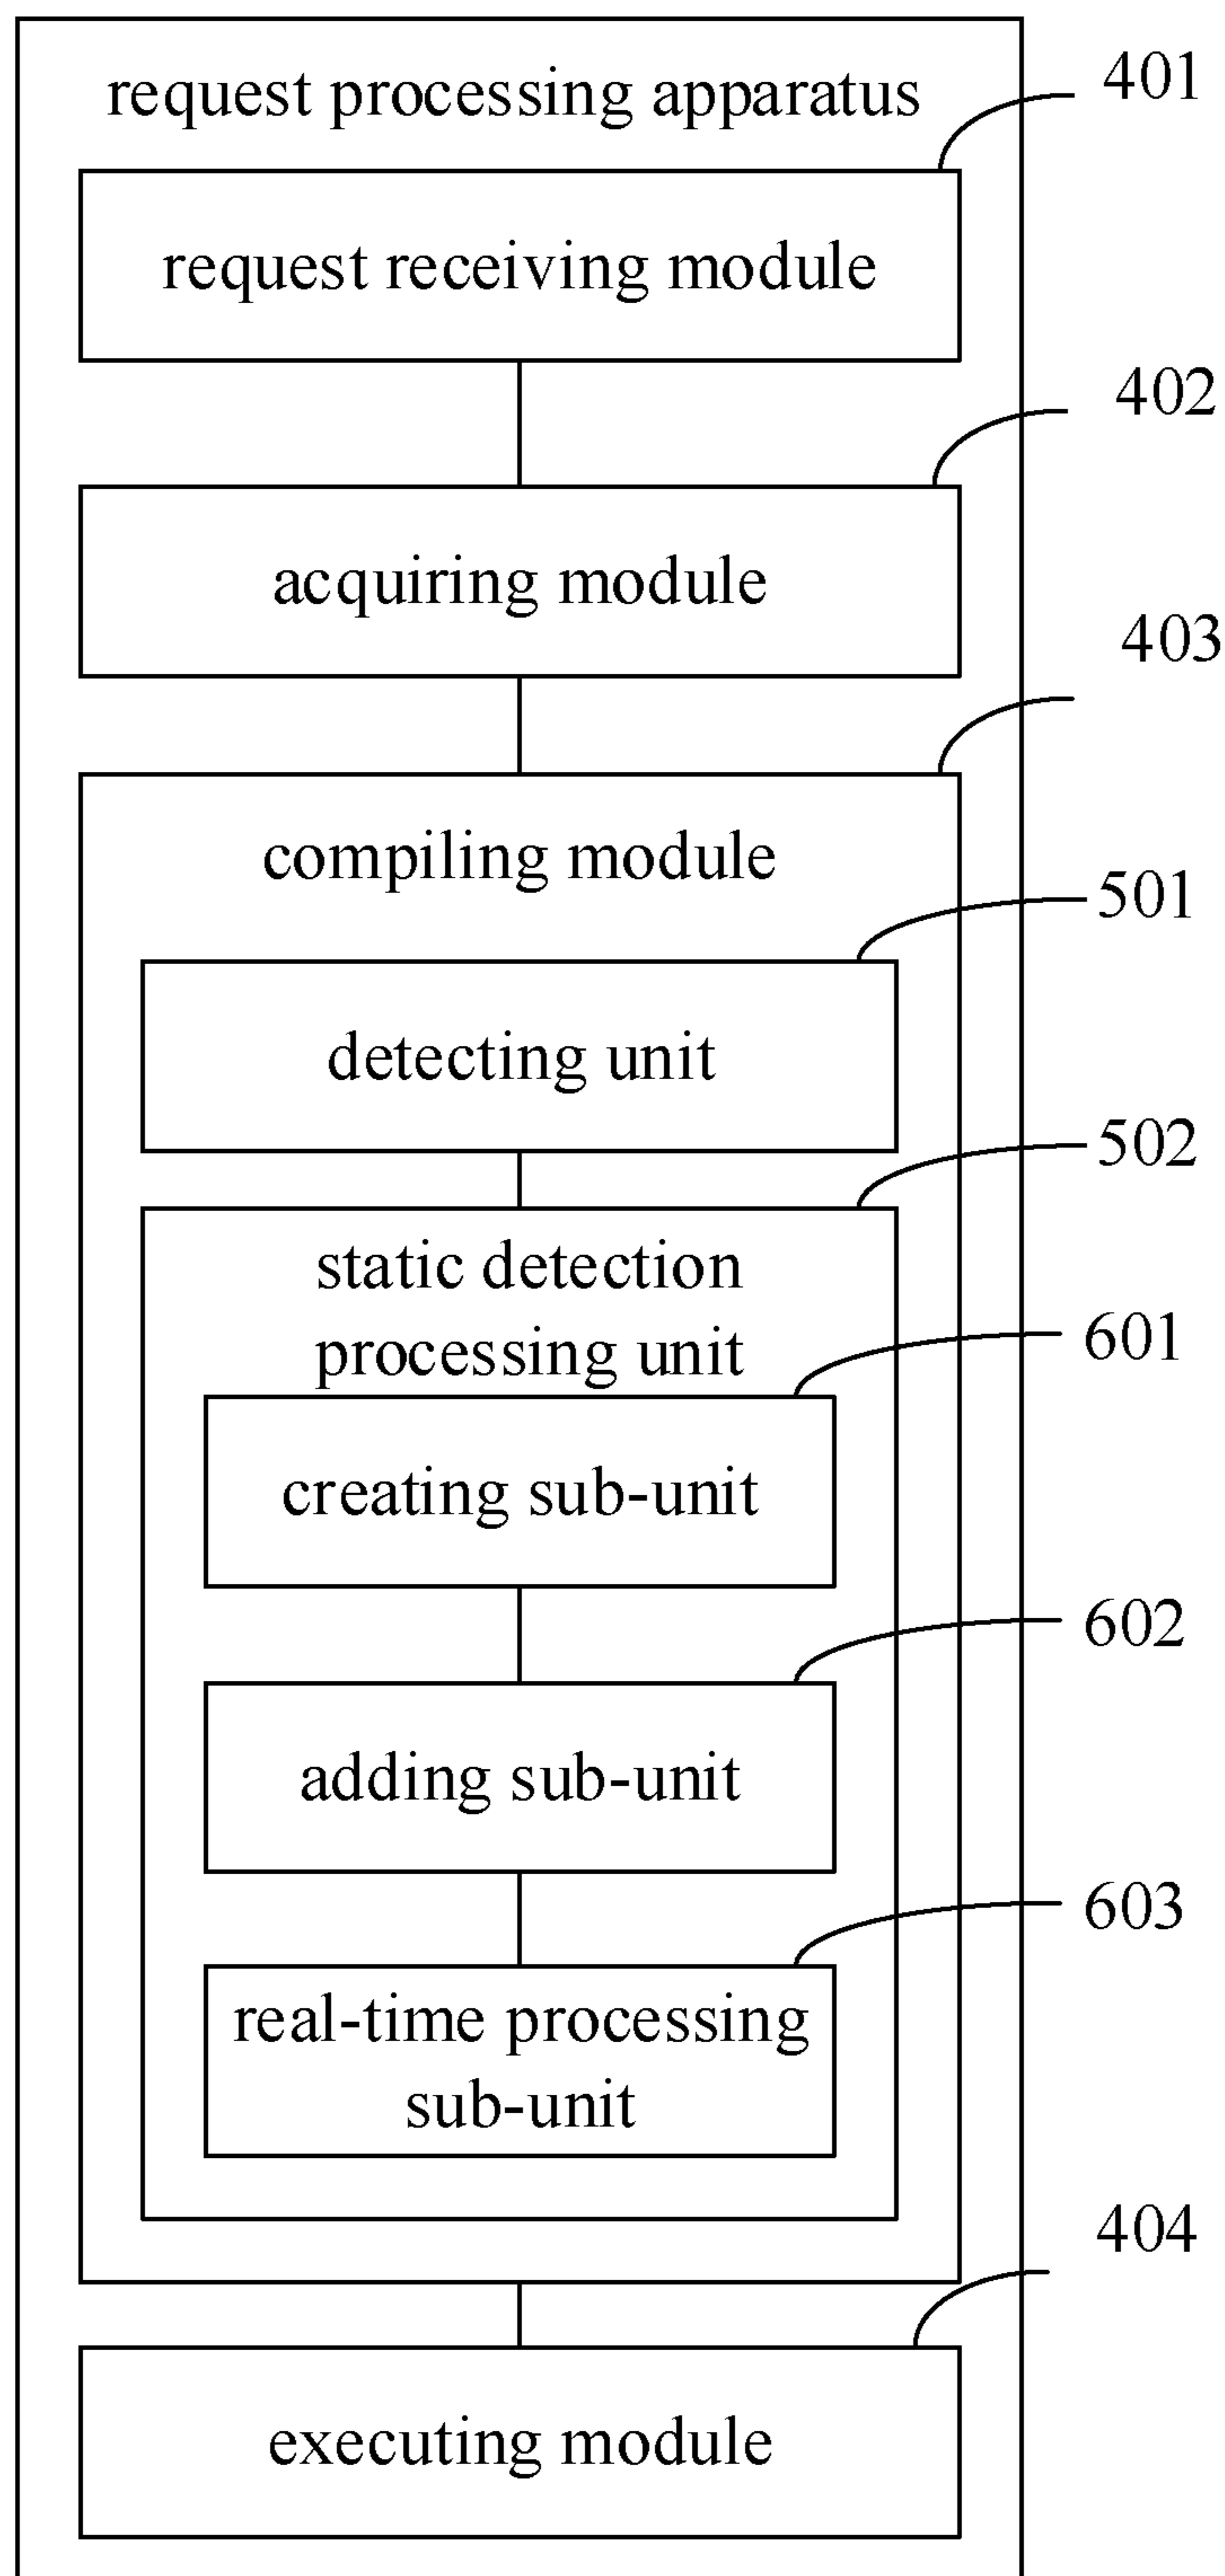 request processing apparatus
401
request receiving module
402
acquiring module
403
compiling module
501
detecting unit
502
static detection
processing unit
601
creating sub-unit
602
adding sub-unit
603
real-time processing
sub-unit
404
executing module